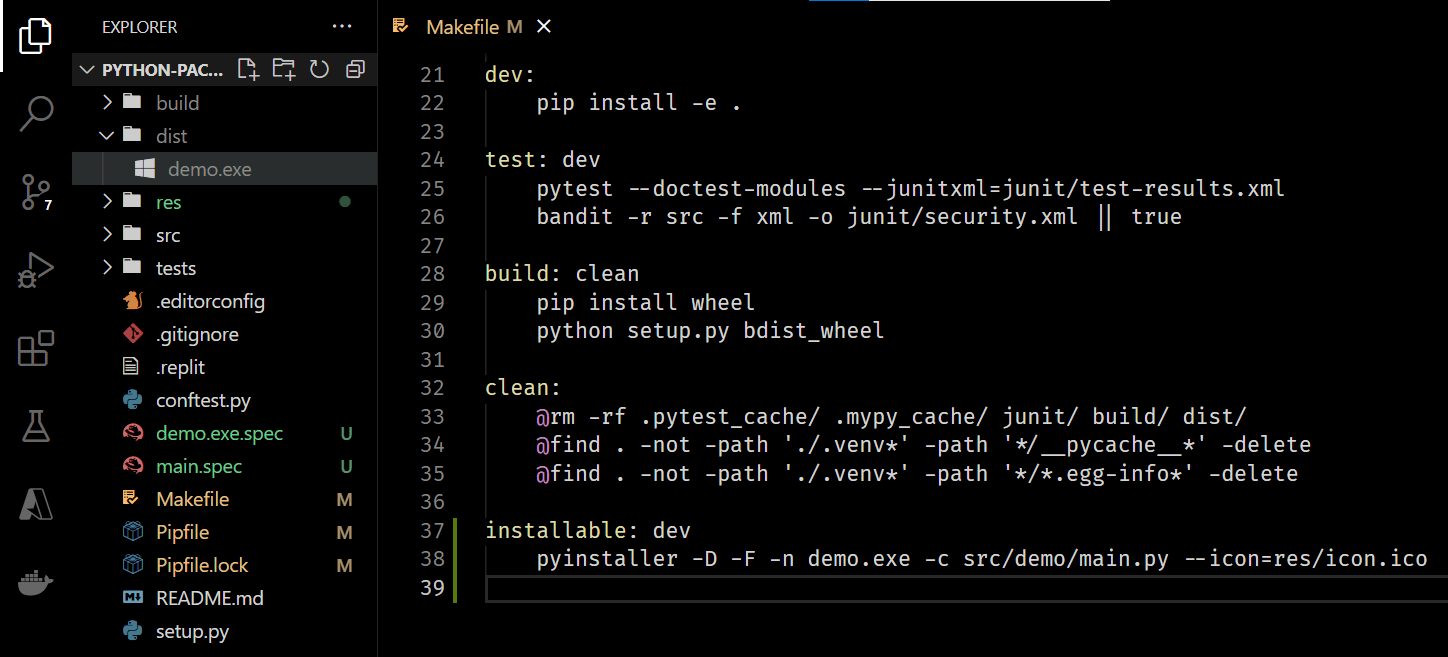 EXPLORER
PYTHON-PAC...
build
dist
demo.exe
res
src
tests
.editorconfig
.gitignore
.replit
conftest.py
demo.exe.spec U
main.spec U
Makefile M
Pipfile M
Pipfile.lock M
README.md
setup.py
7
Makefile M
21 dev:
22 pip install -e .
23
24 test: dev
25 pytest --doctest-modules --junitxml=junit/test-results.xml
26 bandit -r src -f xml -o junit/security.xml || true
27
28 build: clean
29 pip install wheel
30 python setup.py bdist_wheel
31
32 clean:
33 @rm -rf .pytest_cache/ .mypy_cache/ junit/ build/ dist/
34 @find . -not -path './.venv*' -path '*/__pycache__*' -delete
35 @find . -not -path './.venv*' -path '*/*.egg-info*' -delete
36
37 installable: dev
38 pyinstaller -D -F -n demo.exe -c src/demo/main.py --icon=res/icon.ico
39